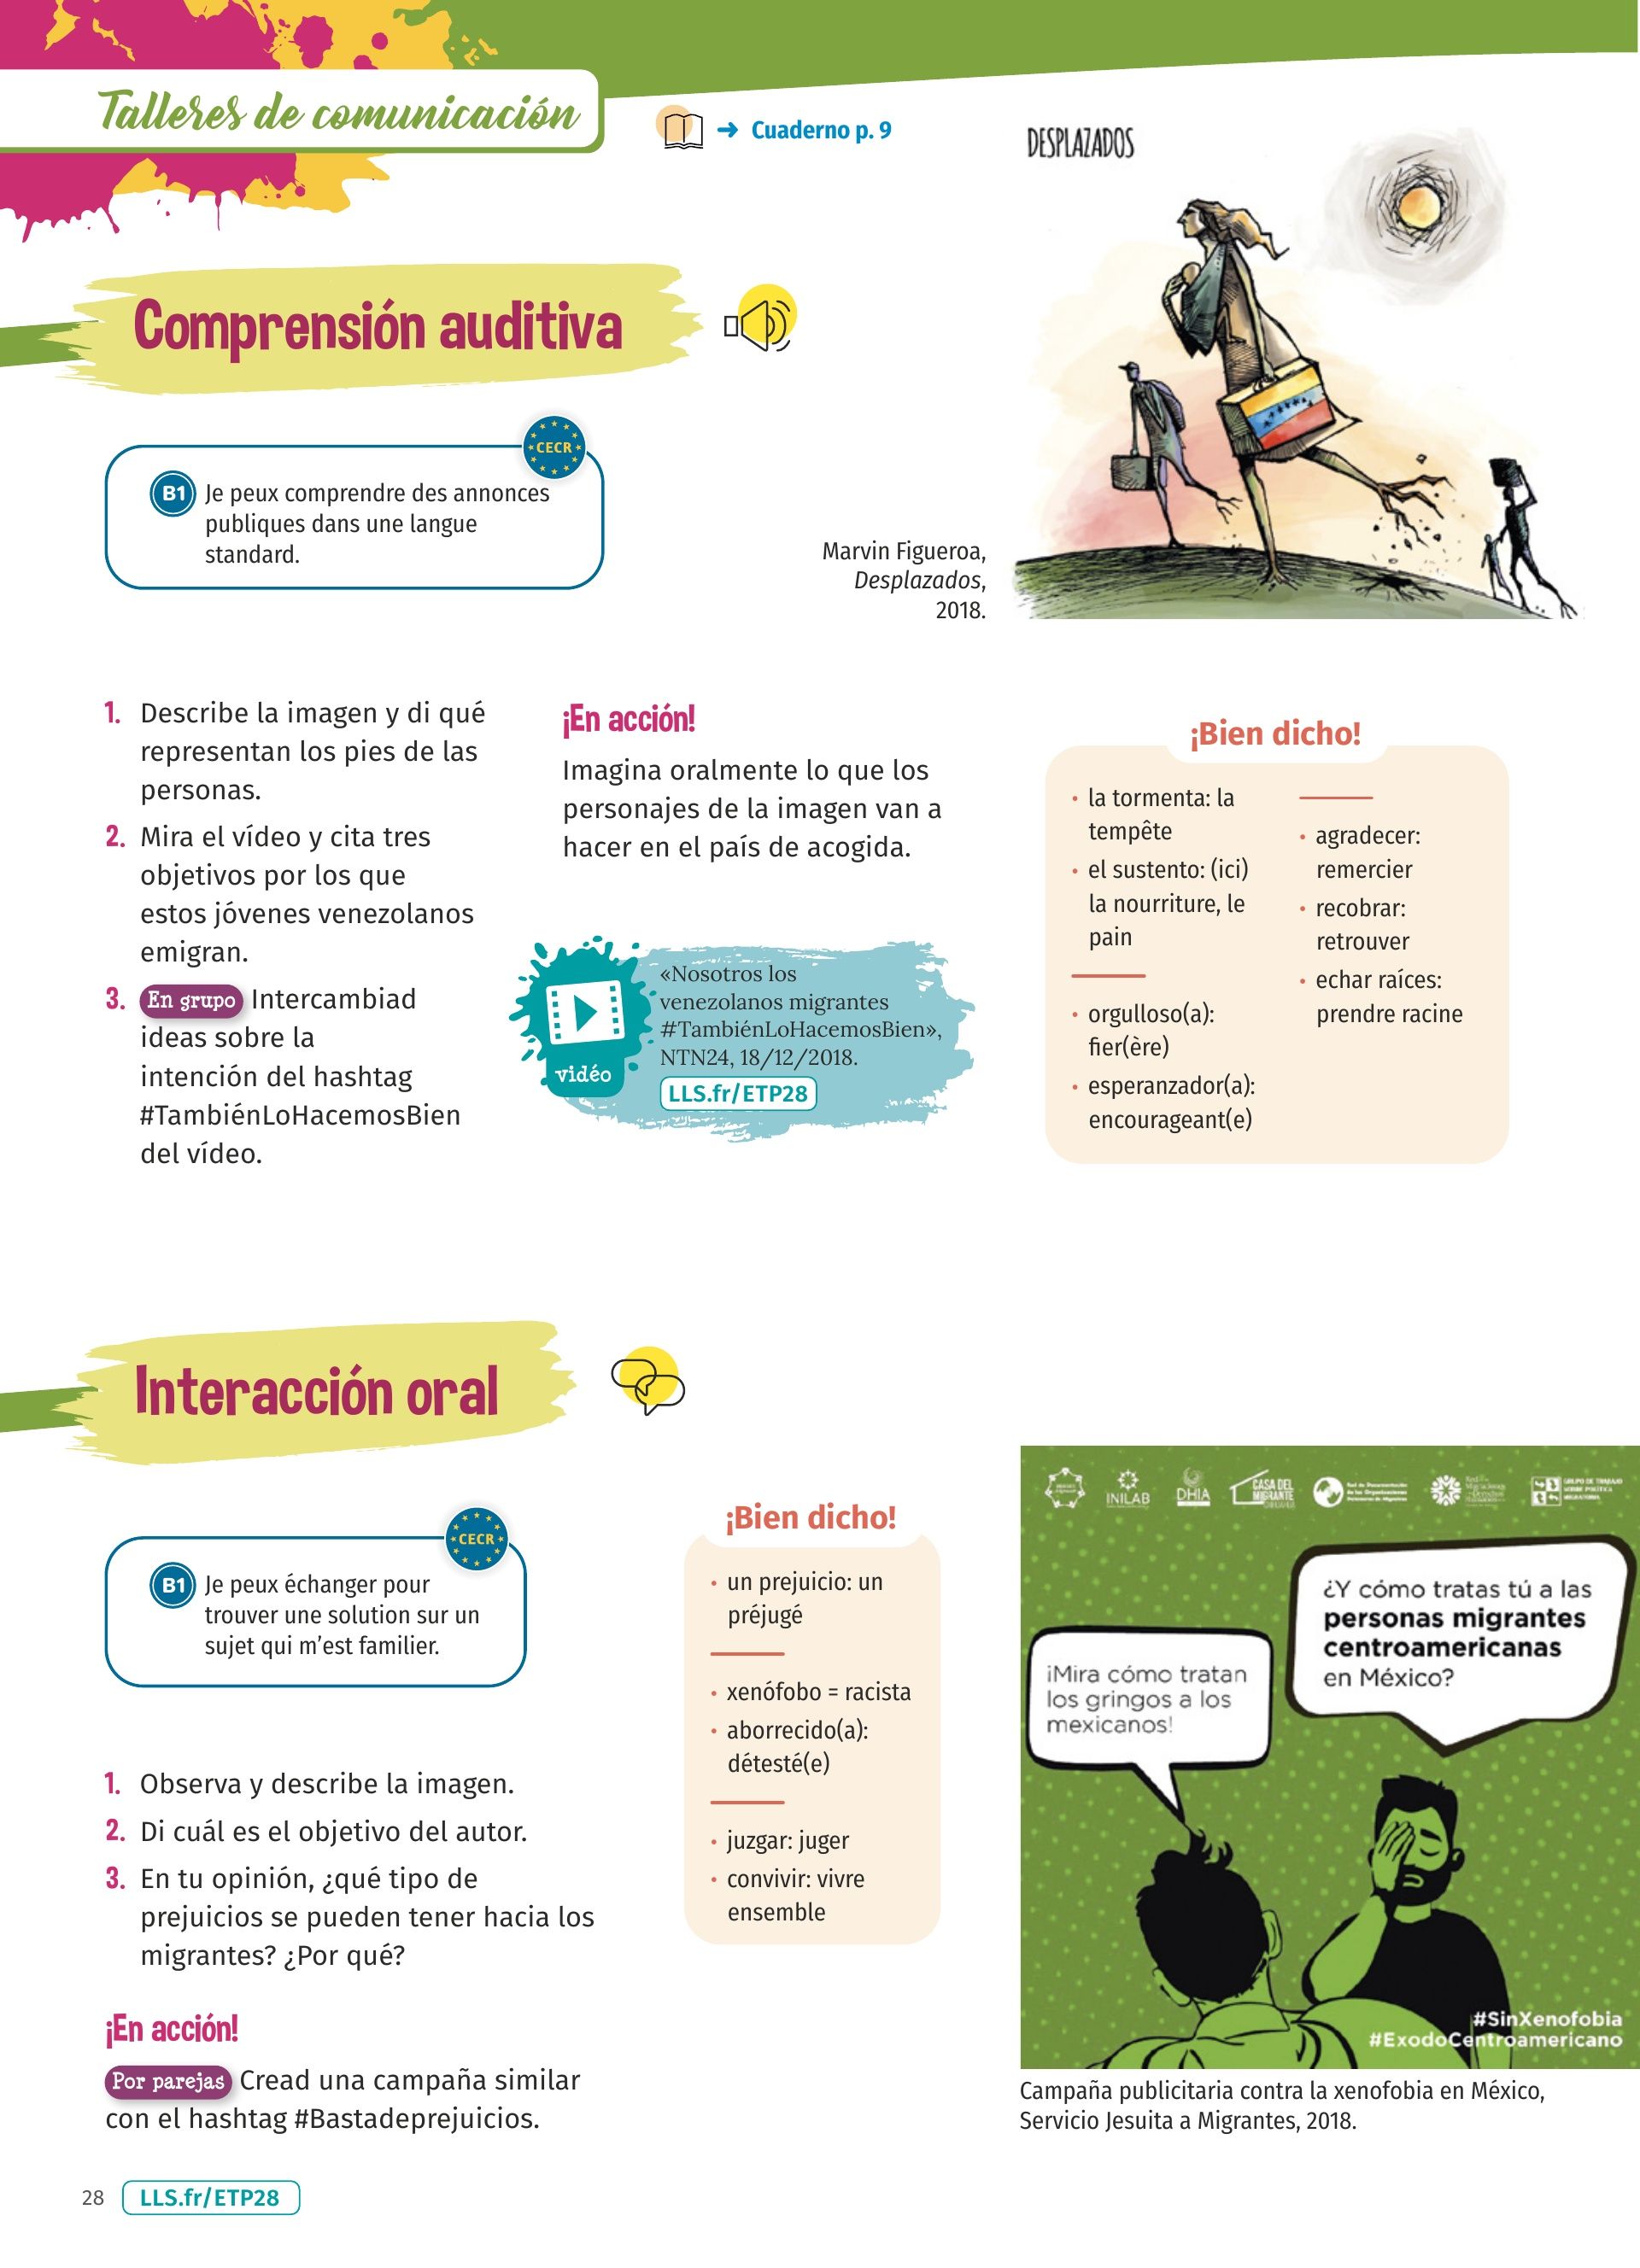 Talleres de comunicación
➜ Cuaderno p. 9
DESPLAZADOS
Comprensión auditiva
CECR
B1 Je peux comprendre des annonces
publiques dans une langue
standard.
Marvin Figueroa,
Desplazados,
2018.
1. Describe la imagen y di qué
representan los pies de las
personas.
2. Mira el vídeo y cita tres
objetivos por los que
estos jóvenes venezolanos
emigran.
3. En grupo Intercambiad
ideas sobre la
intención del hashtag
#TambiénLoHacemosBien
del vídeo.
¡En acción!
Imagina oralmente lo que los
personajes de la imagen van a
hacer en el país de acogida.
vidéo
«Nosotros los
venezolanos migrantes
#TambiénLoHacemosBien»,
NTN24, 18/12/2018.
LLS.fr/ETP28
¡Bien dicho!
• la tormenta: la
tempête
• el sustento: (ici)
la nourriture, le
pain
• orgulloso(a):
fier(ère)
• esperanzador(a):
encourageant(e)
• agradecer:
remercier
• recobrar:
retrouver
• echar raíces:
prendre racine
Interacción oral
CECR
B1 Je peux échanger pour
trouver une solution sur un
sujet qui m'est familier.
1. Observa y describe la imagen.
2. Di cuál es el objetivo del autor.
3. En tu opinión, ¿qué tipo de
prejuicios se pueden tener hacia los
migrantes? ¿Por qué?
¡En acción!
Por parejas Cread una campaña similar
con el hashtag #Bastadeprejuicios.
¡Bien dicho!
• un prejuicio: un
préjugé
• xenófobo = racista
• aborrecido(a):
détesté(e)
• juzgar: juger
• convivir: vivre
ensemble
INILAB
DHIA
CASA DEL
MIGRANTE
GRUPO DE TRABAJO
SOBRE POLÍTICA
MIGRATORIA
¿Y cómo tratas tú a las
personas migrantes
centroamericanas
en México?
¡Mira cómo tratan
los gringos a los
mexicanos!
#SinXenofobia
#ExodoCentroamericano
Campaña publicitaria contra la xenofobia en México,
Servicio Jesuita a Migrantes, 2018.
28 LLS.fr/ETP28